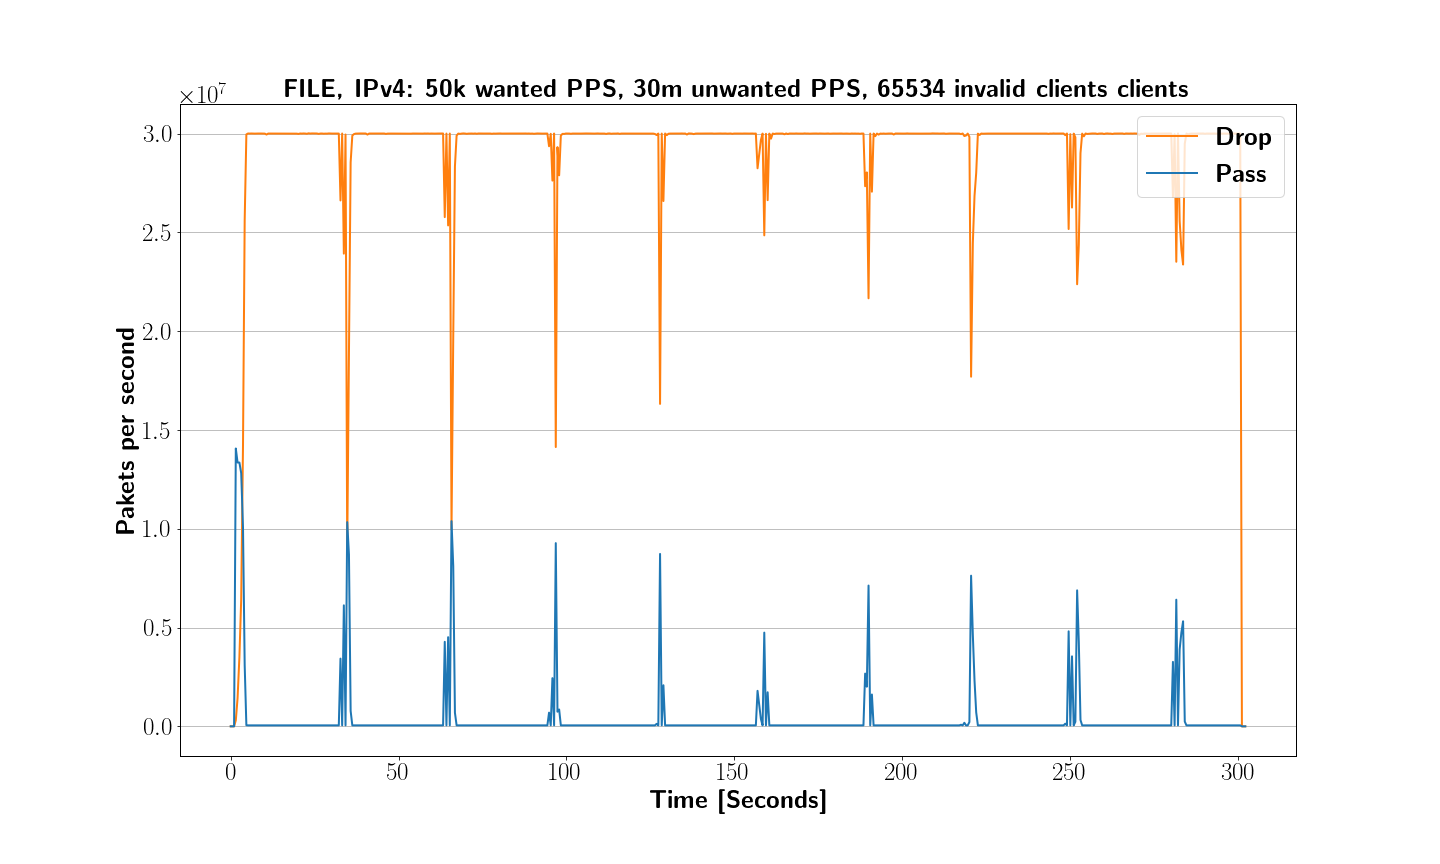 FILE, IPv4: 50k wanted PPS, 30m unwanted PPS, 65534 invalid clients clients
×10⁷
3.0
2.5
2.0
1.5
1.0
0.5
0.0
Pakets per second
Drop
Pass
0 50 100 150 200 250 300
Time [Seconds]